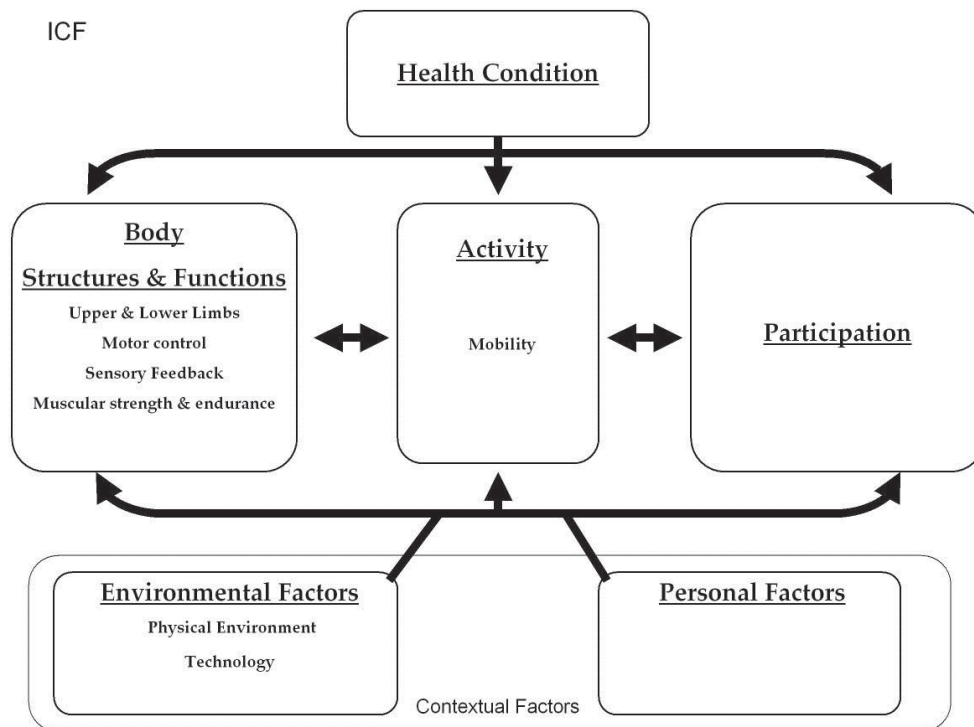 ICF
Health Condition
Body
Structures & Functions
Upper & Lower Limbs
Motor control
Sensory Feedback
Muscular strength & endurance
Activity
Mobility
Participation
Environmental Factors
Physical Environment
Technology
Personal Factors
Contextual Factors